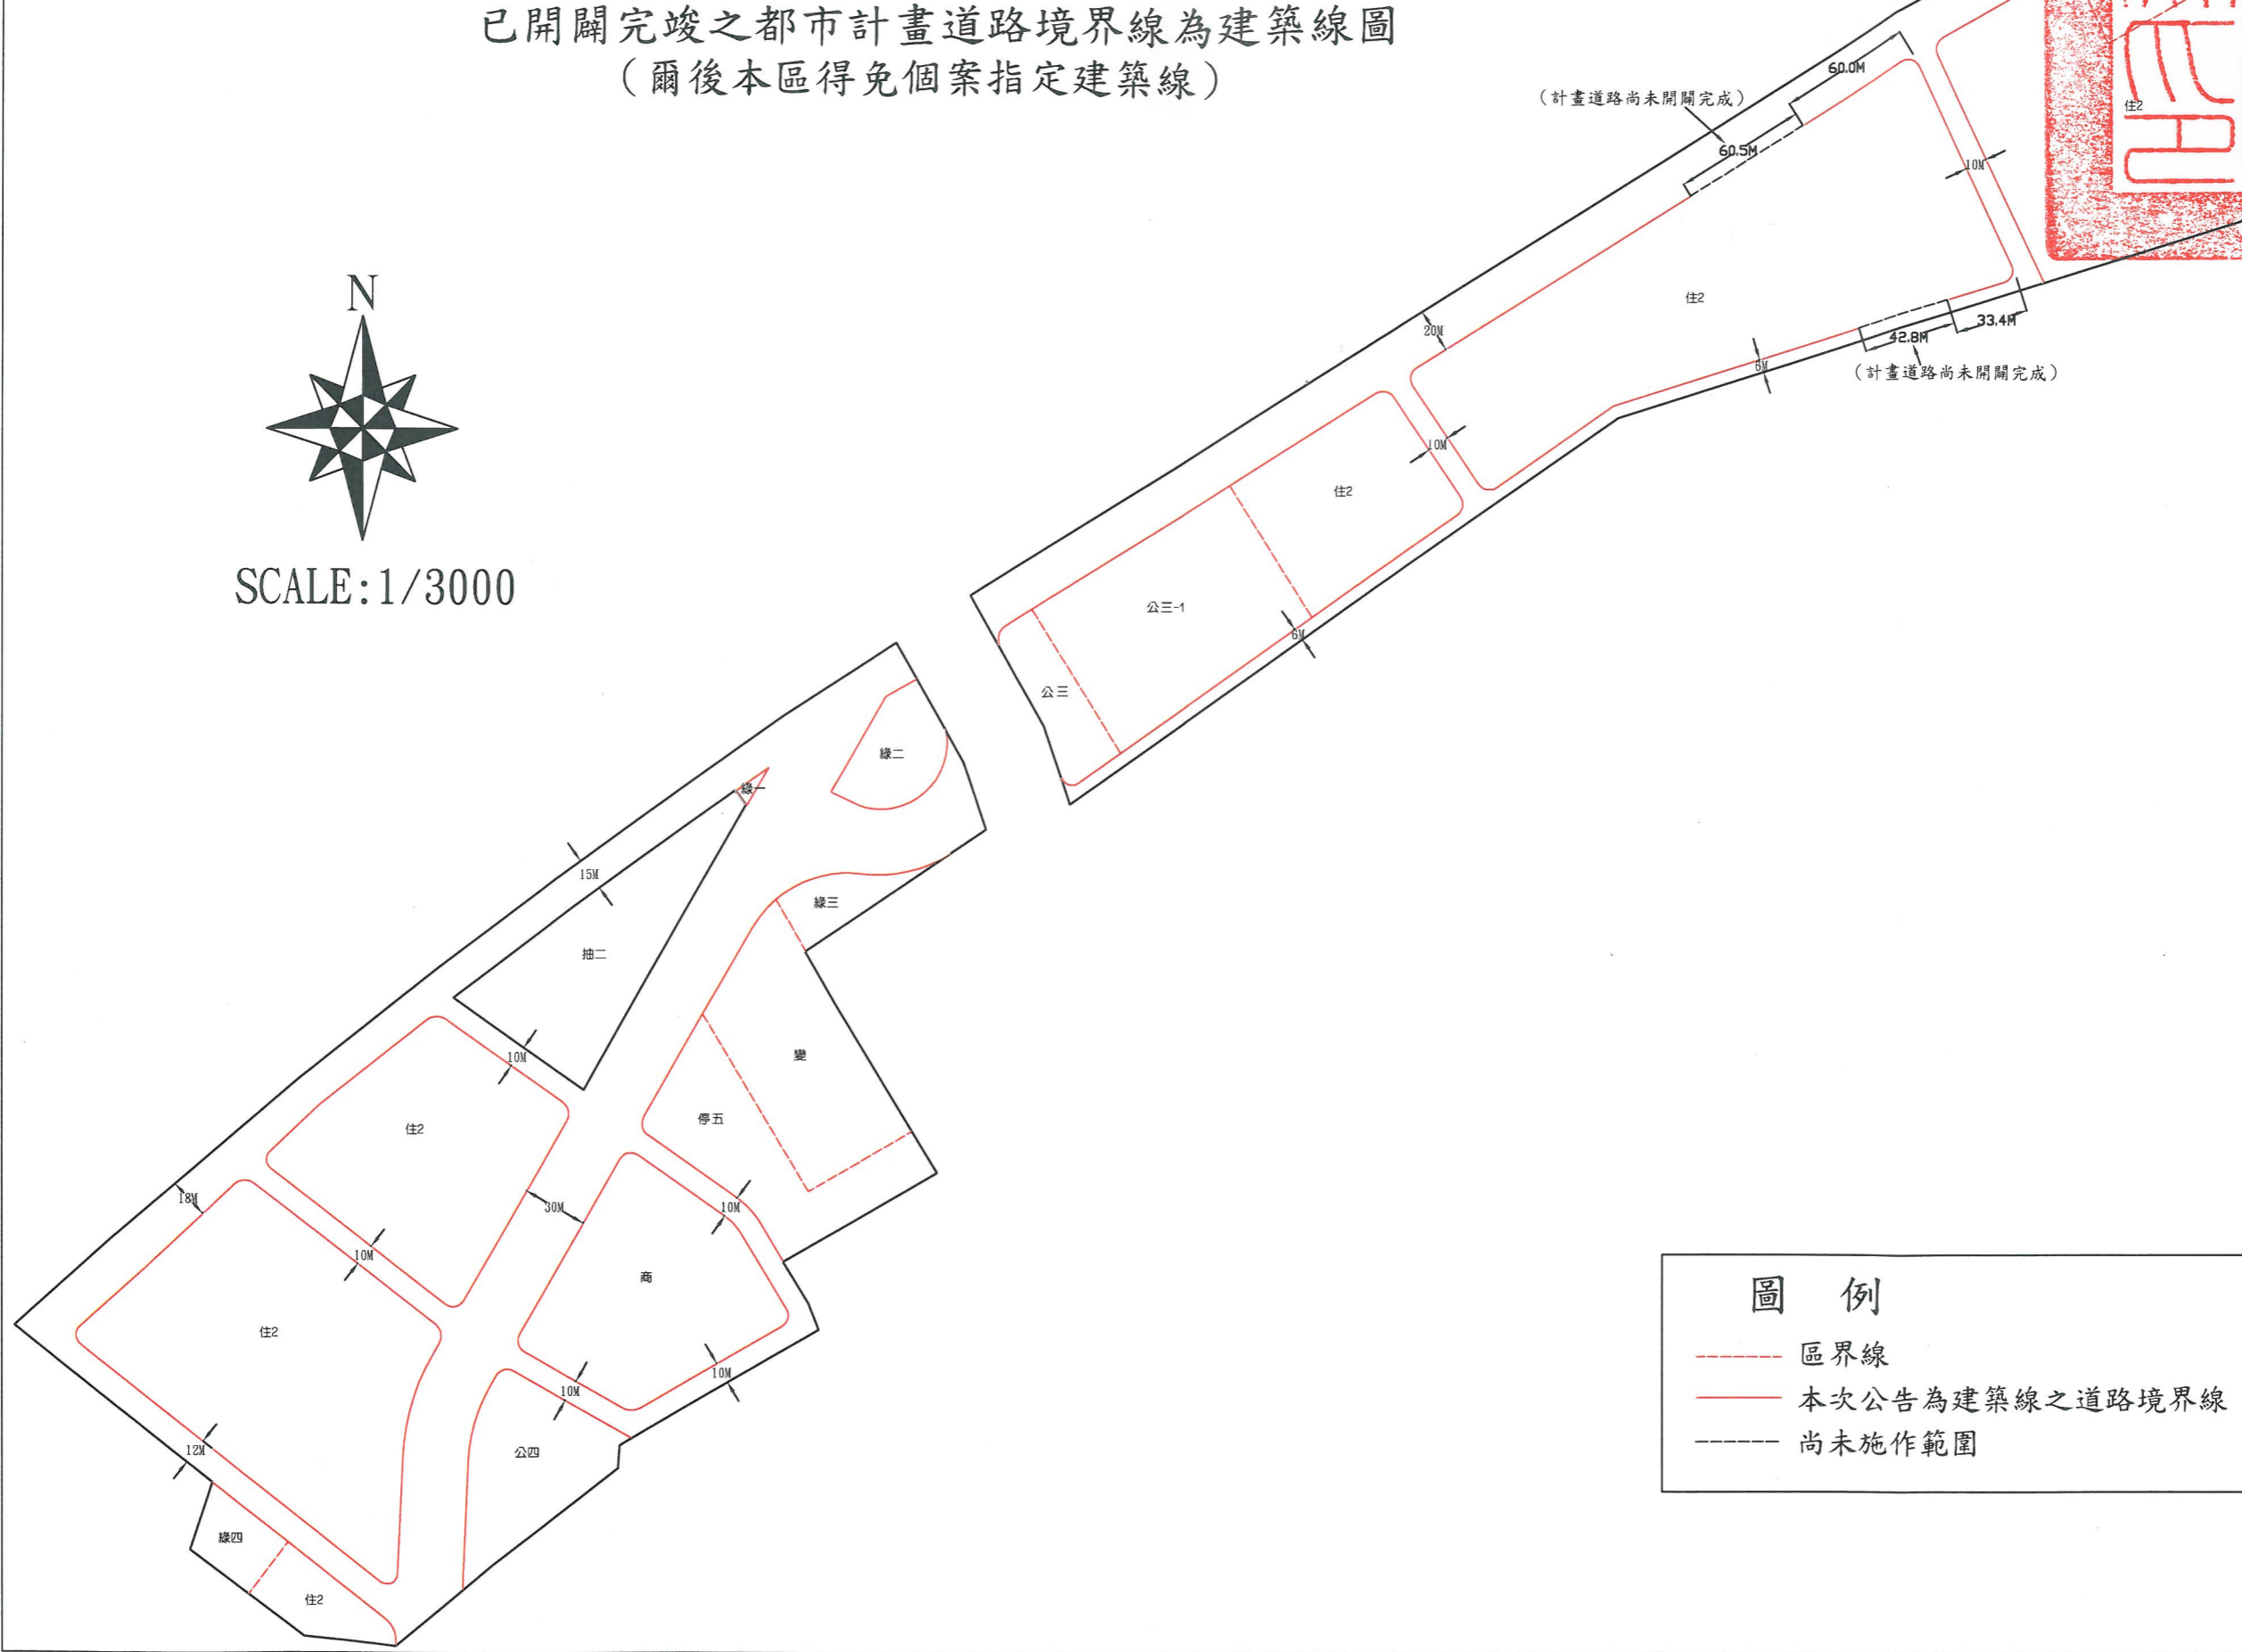 已開闢完竣之都市計畫道路境界線為建築線圖
(爾後本區得免個案指定建築線)
60.0M
(計畫道路尚未開闢完成)
60.5M
住2
10M
N
住2
20M
33.4M
42.8M
6M
(計畫道路尚未開闢完成)
10M
住2
SCALE:1/3000
公三-1
6M
公三
綠二
綠一
15M
綠三
抽二
10M
變
停五
住2
18M
30M
10M
10M
商
住2
10M
10M
12M
公四
綠四
住2
圖 例
區界線
本次公告為建築線之道路境界線
尚未施作範圍